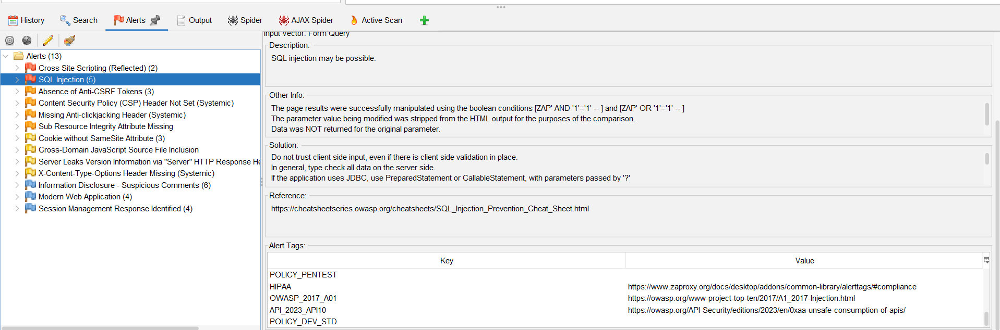 History Search Alerts Output Spider AJAX Spider Active Scan
Alerts (13)
Cross Site Scripting (Reflected) (2)
SQL Injection (5)
Absence of Anti-CSRF Tokens (3)
Content Security Policy (CSP) Header Not Set (Systemic)
Missing Anti-clickjacking Header (Systemic)
Sub Resource Integrity Attribute Missing
Cookie without SameSite Attribute (3)
Cross-Domain JavaScript Source File Inclusion
Server Leaks Version Information via "Server" HTTP Response He
X-Content-Type-Options Header Missing (Systemic)
Information Disclosure - Suspicious Comments (6)
Modern Web Application (4)
Session Management Response Identified (4)
Input Vector: Form Query
Description:
SQL injection may be possible.
Other Info:
The page results were successfully manipulated using the boolean conditions [ZAP' AND '1'='1' -- ] and [ZAP' OR '1'='1' -- ]
The parameter value being modified was stripped from the HTML output for the purposes of the comparison.
Data was NOT returned for the original parameter.
Solution:
Do not trust client side input, even if there is client side validation in place.
In general, type check all data on the server side.
If the application uses JDBC, use PreparedStatement or CallableStatement, with parameters passed by '?'
Reference:
https://cheatsheetseries.owasp.org/cheatsheets/SQL_Injection_Prevention_Cheat_Sheet.html
Alert Tags:
Key Value
POLICY_PENTEST
HIPAA https://www.zaproxy.org/docs/desktop/addons/common-library/alerttags/#compliance
OWASP_2017_A01 https://owasp.org/www-project-top-ten/2017/A1_2017-Injection.html
API_2023_API10 https://owasp.org/API-Security/editions/2023/en/0xaa-unsafe-consumption-of-apis/
POLICY_DEV_STD